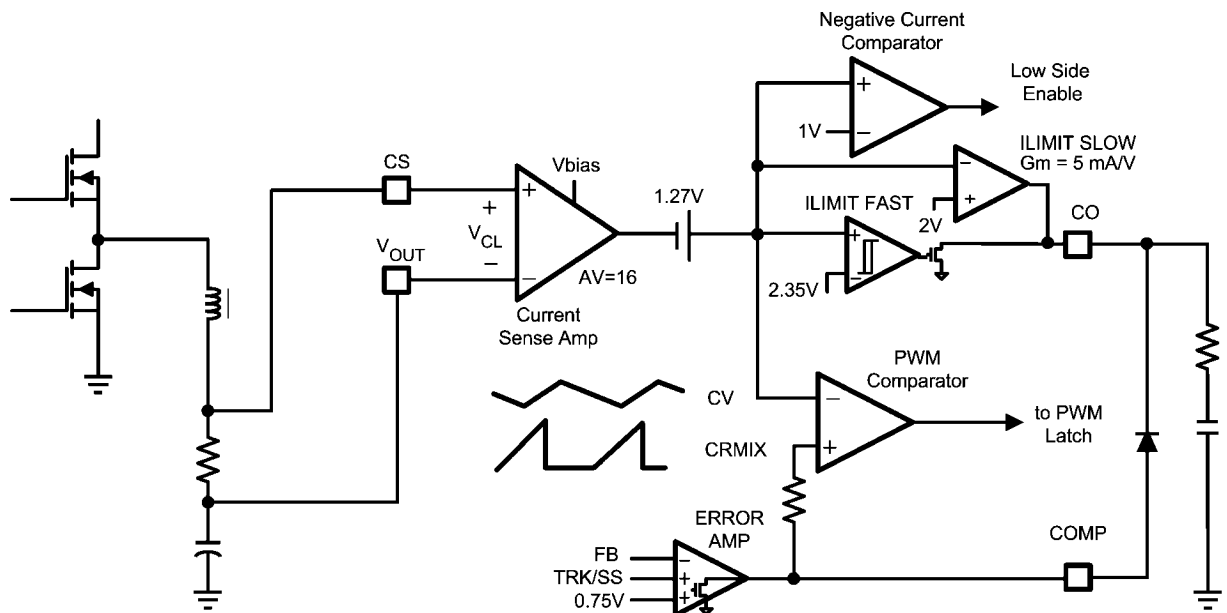 Negative Current
Comparator
Low Side
Enable
+
1V
−
ILIMIT SLOW
Gm = 5 mA/V
CS
Vbias
1.27V
−
+
2V
CO
+
+
VCL
−
VOUT
−
AV=16
Current
Sense Amp
ILIMIT FAST
+
−
2.35V
PWM
Comparator
CV
−
to PWM
Latch
CRMIX
+
ERROR
AMP
COMP
FB
−
TRK/SS
+
0.75V
+